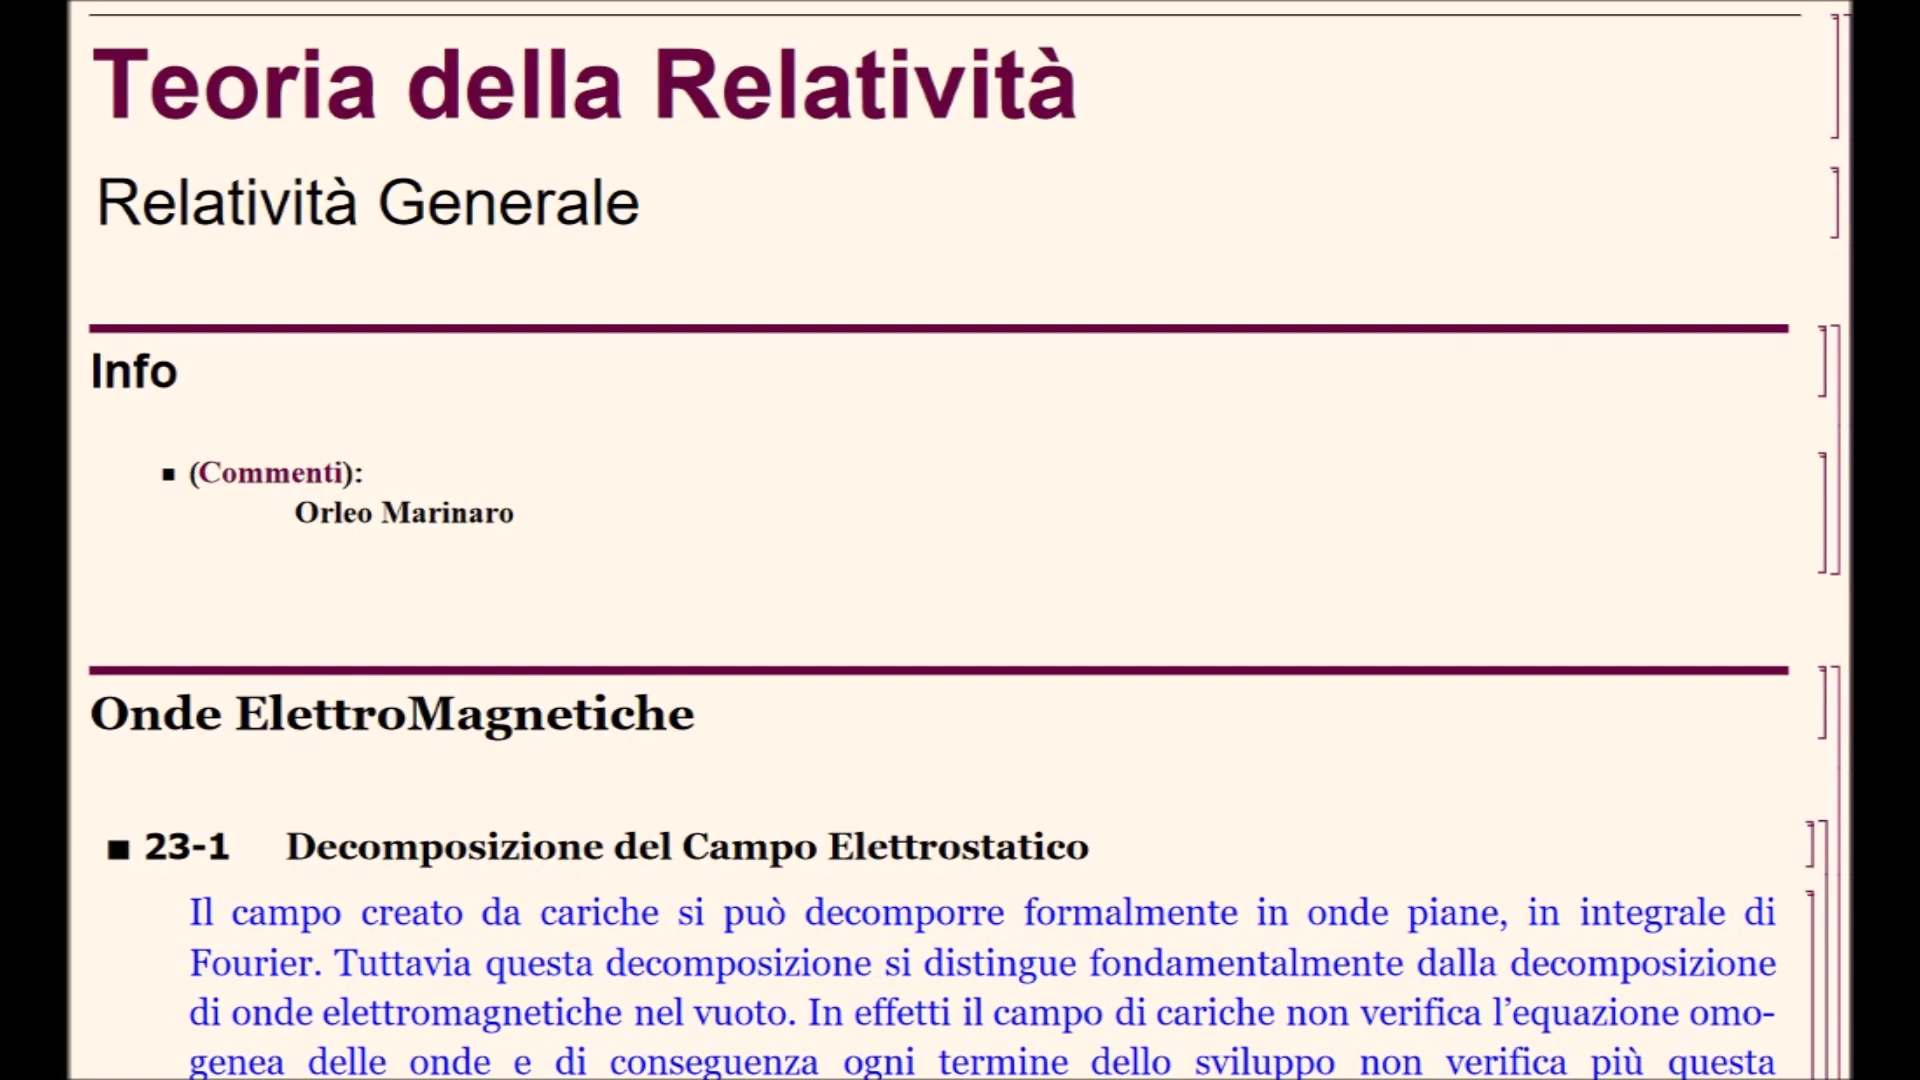 Teoria della Relatività
Relatività Generale
Info
▪ (Commenti):
Orleo Marinaro
Onde ElettroMagnetiche
■ 23-1 Decomposizione del Campo Elettrostatico
Il campo creato da cariche si può decomporre formalmente in onde piane, in integrale di
Fourier. Tuttavia questa decomposizione si distingue fondamentalmente dalla decomposizione
di onde elettromagnetiche nel vuoto. In effetti il campo di cariche non verifica l’equazione omo-
genea delle onde e di conseguenza ogni termine dello sviluppo non verifica più questa